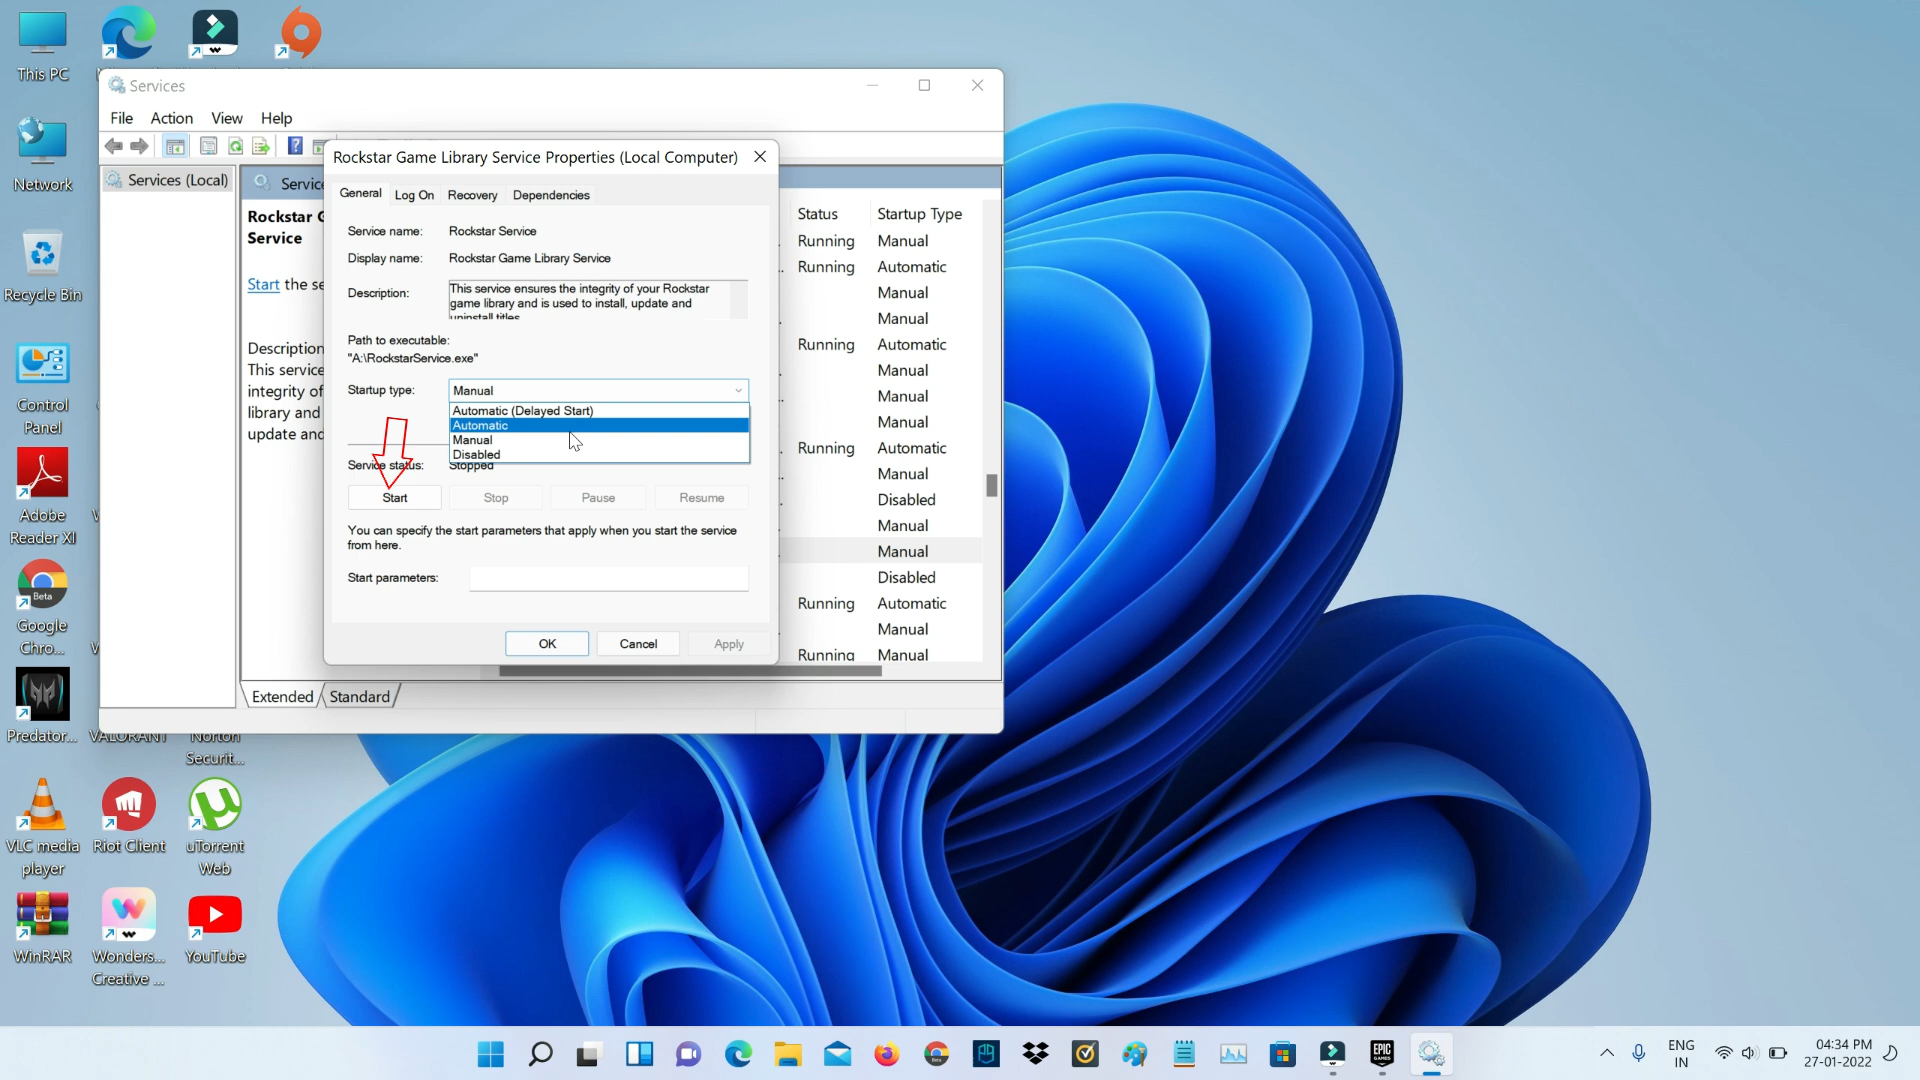 This PC
Network
Recycle Bin
Control
Panel
Adobe
Reader XI
Beta
Google
Chro...
Predator...
VLC media
player
WinRAR
VALORANT
Riot Client
Wonders...
Creative ...
Norton
Securit...
uTorrent
Web
YouTube
Services
File Action View Help
Services (Local)
Rockstar
Service
Start the
Description
This service
integrity of
library and
update and
Extended Standard
Rockstar Game Library Service Properties (Local Computer)
General Log On Recovery Dependencies
Service name: Rockstar Service
Display name: Rockstar Game Library Service
Description: This service ensures the integrity of your Rockstar
game library and is used to install, update and
uninstall titles
Path to executable:
"A:\RockstarService.exe"
Startup type: Manual
Automatic (Delayed Start)
Automatic
Manual
Disabled
Service status: Stopped
Start Stop Pause Resume
You can specify the start parameters that apply when you start the service
from here.
Start parameters:
OK Cancel Apply
Status Startup Type
Running Manual
Running Automatic
Manual
Manual
Running Automatic
Manual
Manual
Manual
Running Automatic
Manual
Disabled
Manual
Manual
Disabled
Running Automatic
Manual
Running Manual
EPIC
GAMES
ENG
IN
04:34 PM
27-01-2022